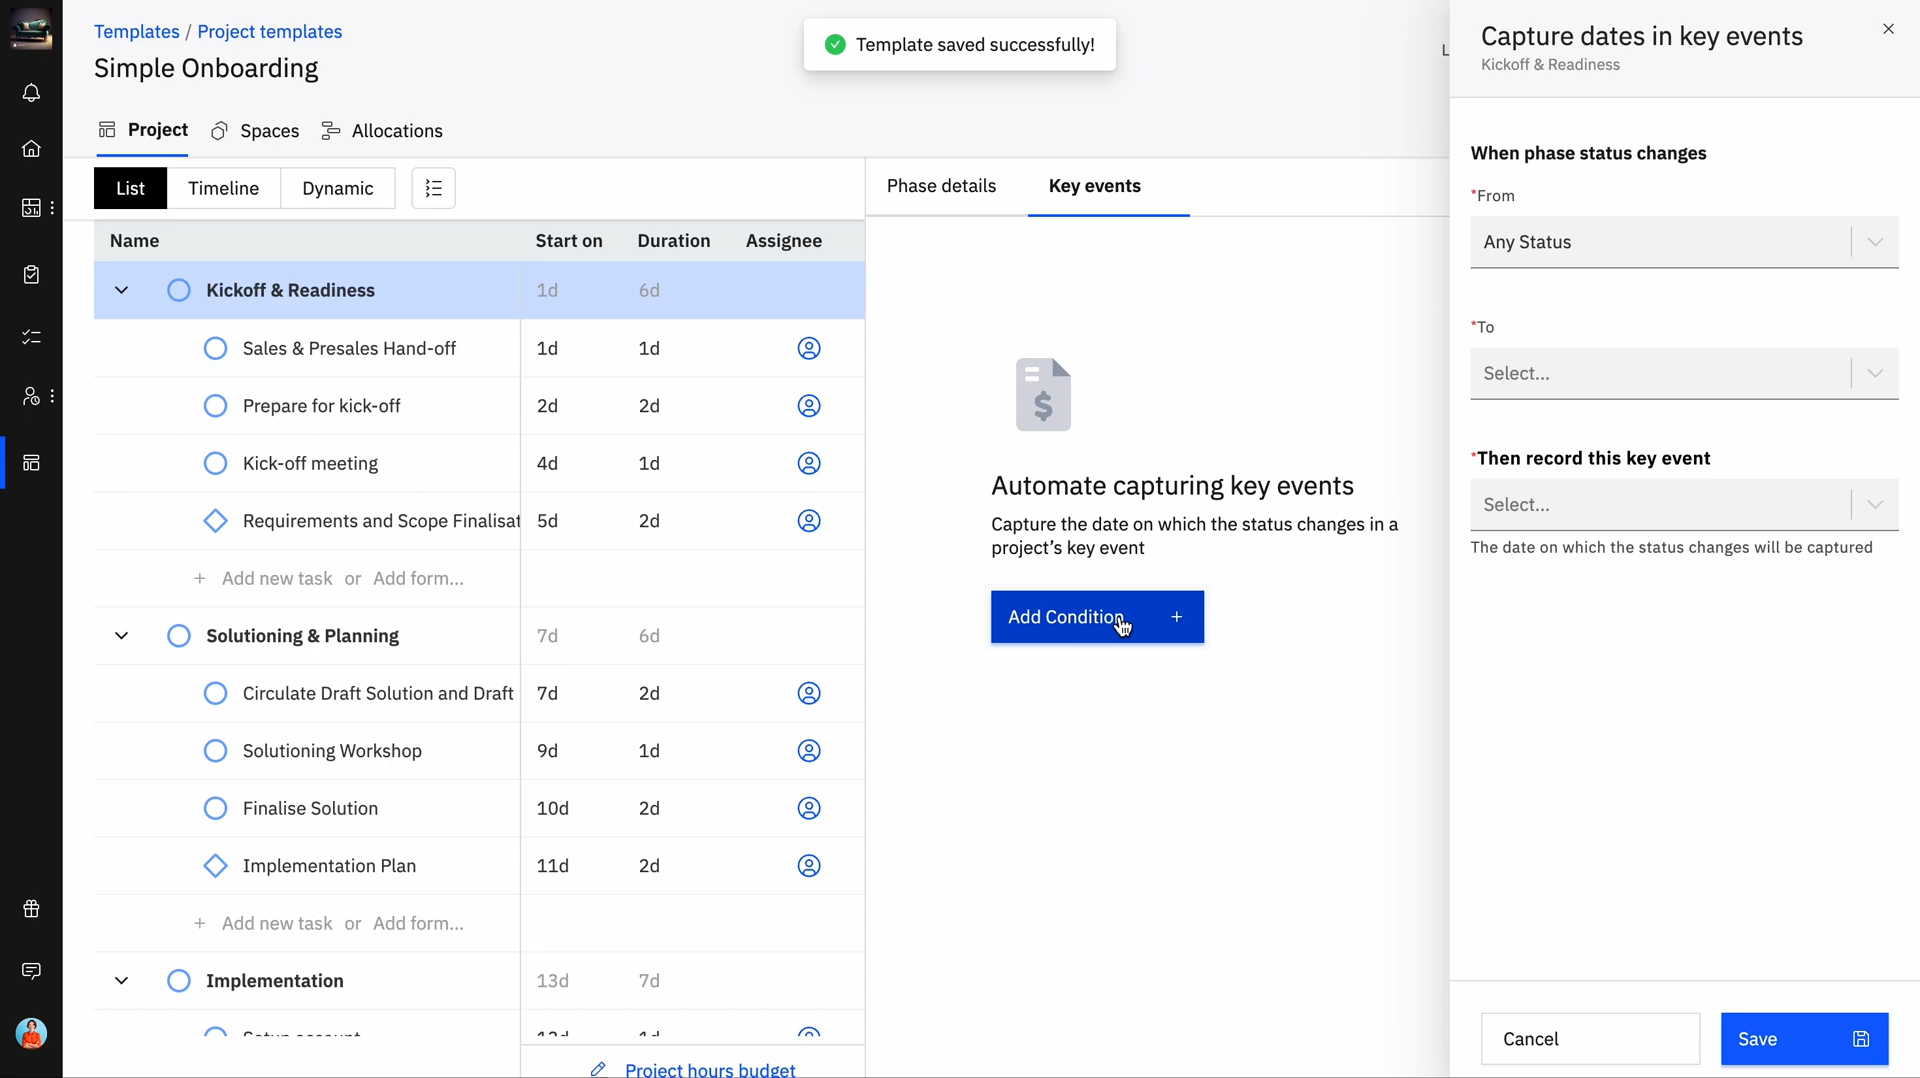 Templates / Project templates
Simple Onboarding
Template saved successfully!
L
Project
Spaces
Allocations
List
Timeline
Dynamic
Name
Start on
Duration
Assignee
Kickoff & Readiness 1d 6d
Sales & Presales Hand-off 1d 1d
Prepare for kick-off 2d 2d
Kick-off meeting 4d 1d
Requirements and Scope Finalisat 5d 2d
+ Add new task or Add form...
Solutioning & Planning 7d 6d
Circulate Draft Solution and Draft 7d 2d
Solutioning Workshop 9d 1d
Finalise Solution 10d 2d
Implementation Plan 11d 2d
+ Add new task or Add form...
Implementation 13d 7d
Project hours budget
Phase details
Key events
$
Automate capturing key events
Capture the date on which the status changes in a
project's key event
Add Condition +
Capture dates in key events
Kickoff & Readiness
When phase status changes
*From
Any Status
*To
Select...
*Then record this key event
Select...
The date on which the status changes will be captured
Cancel
Save